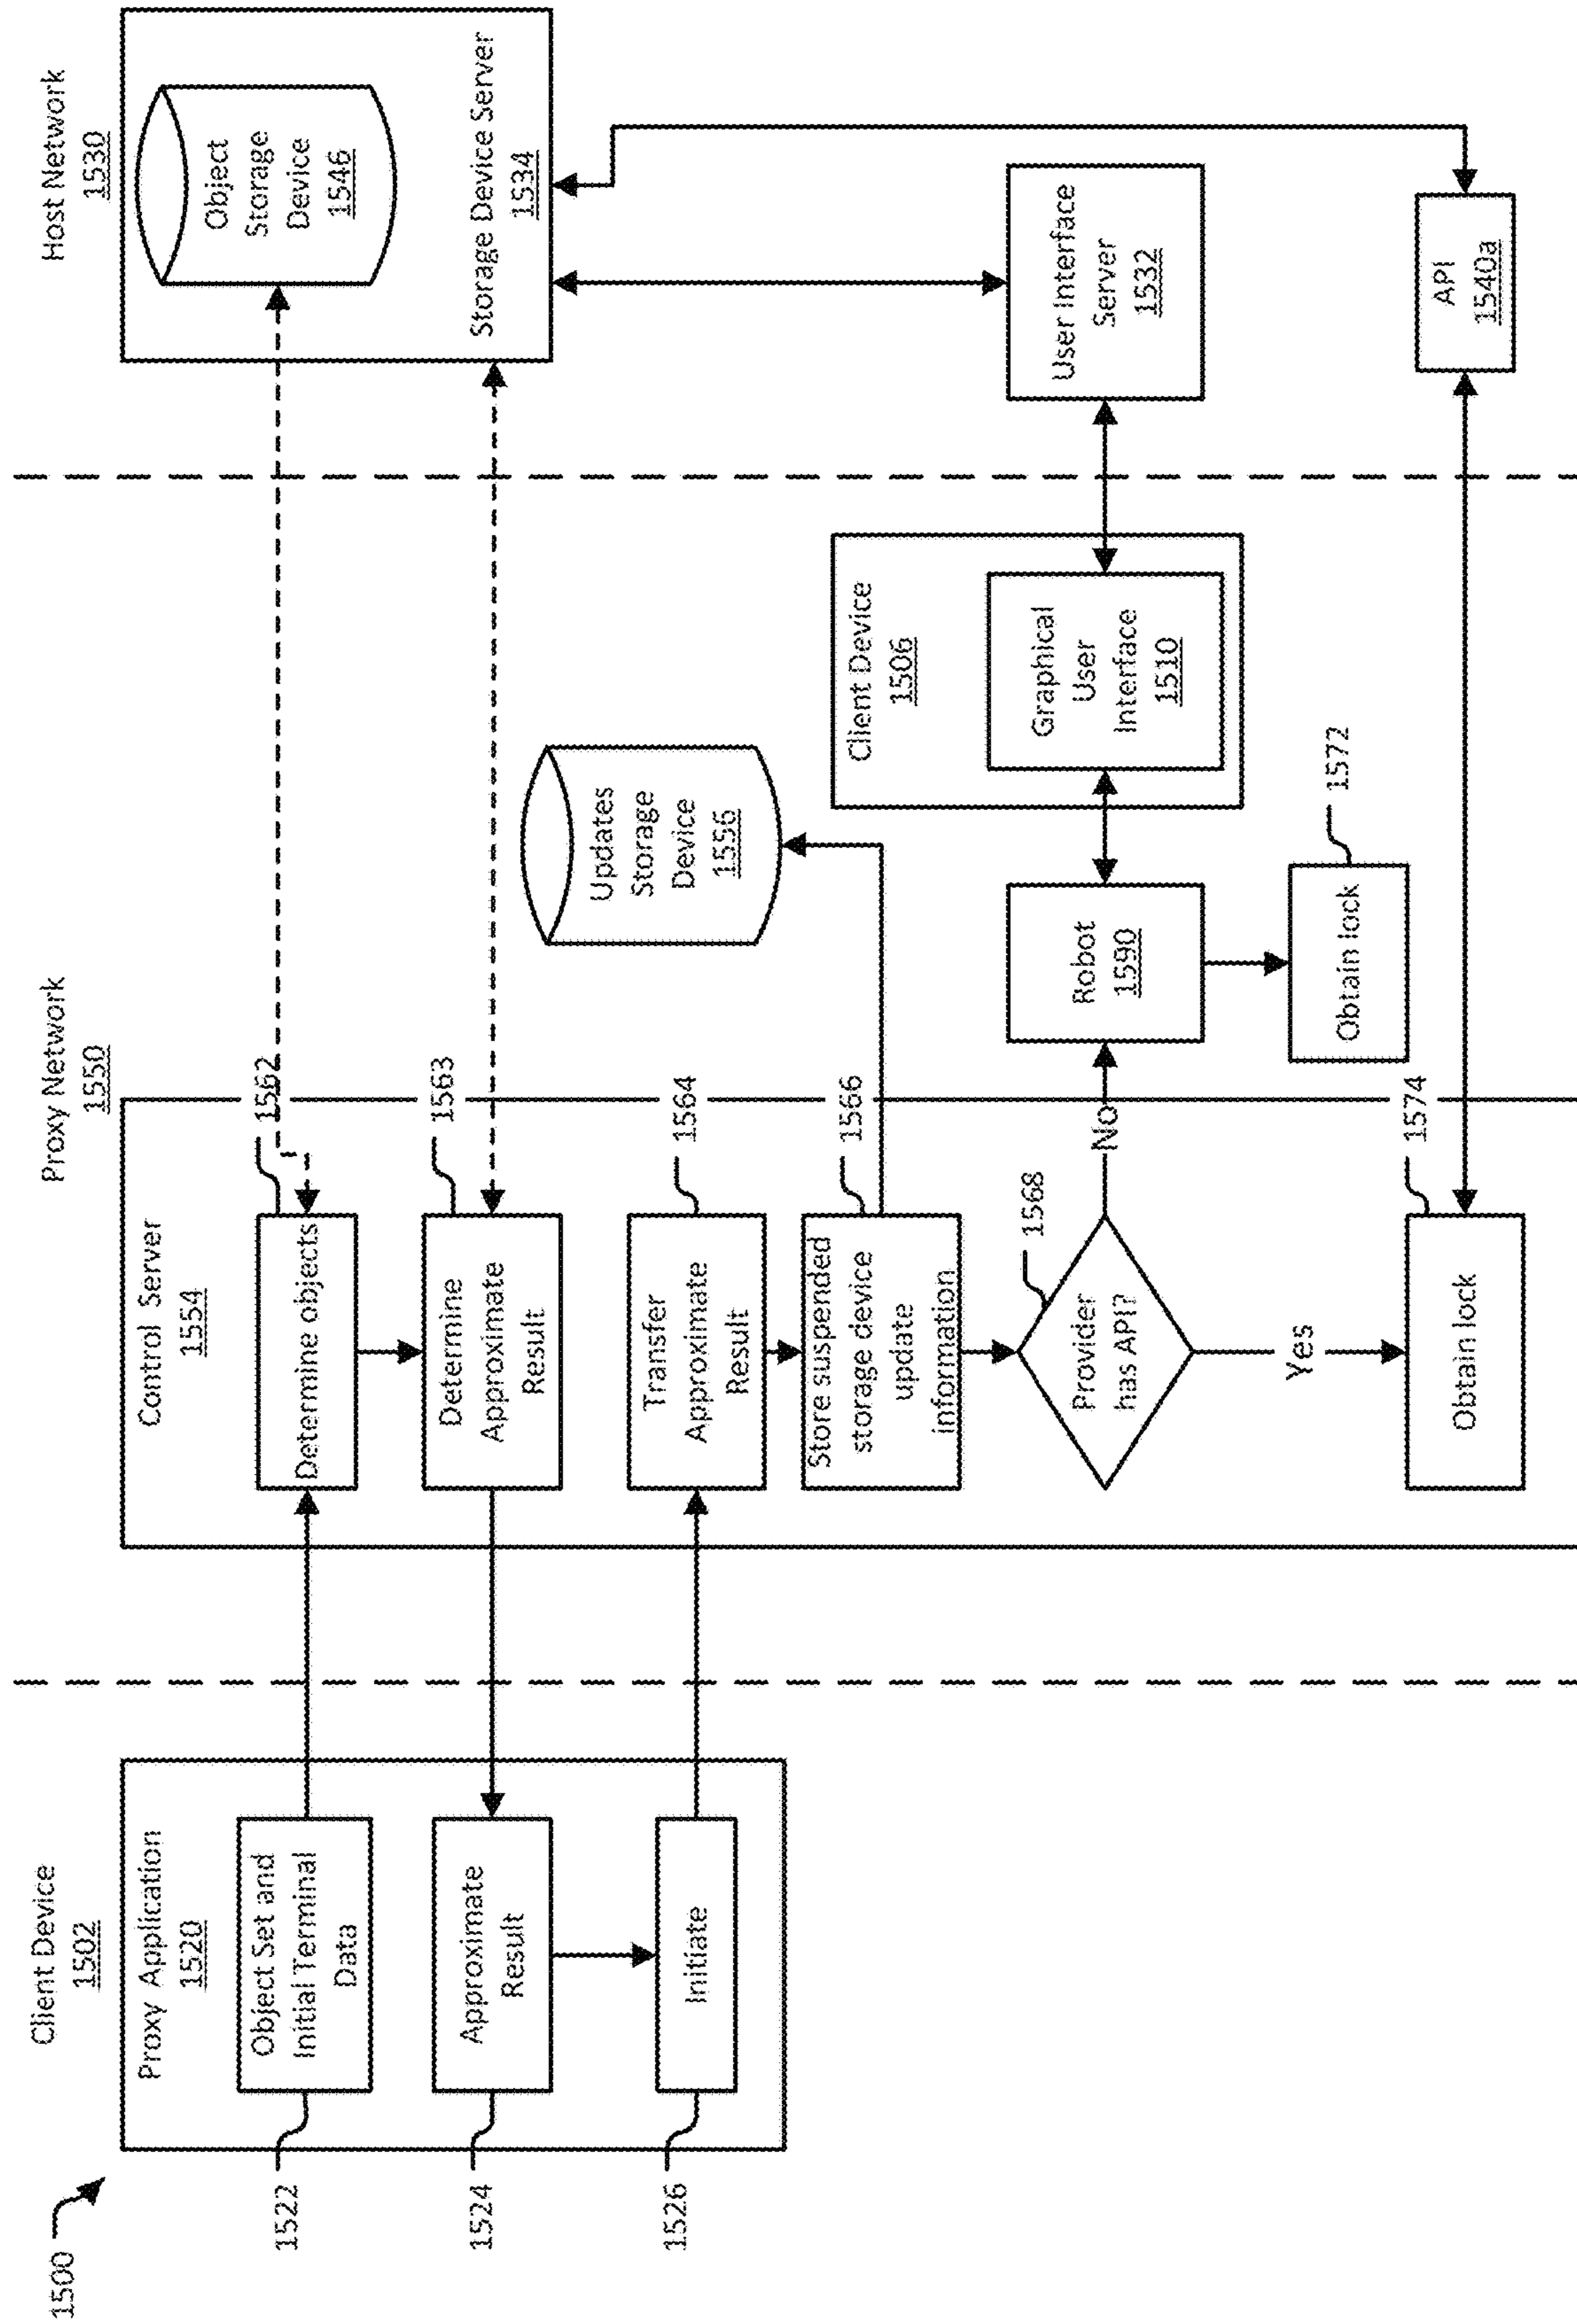 1500
Client Device
1502
Proxy Application
1520
Object Set and
Initial Terminal
Data
1522
Approximate
Result
1524
Initiate
1526
Proxy Network
1550
Control Server
1554
Determine objects
1562
Determine
Approximate
Result
1563
Transfer
Approximate
Result
1564
Store suspended
storage device
update
information
1566
Provider
has API?
1568
No
Yes
Obtain lock
1574
Updates
Storage
Device
1556
Robot
1590
Obtain lock
1572
Client Device
1506
Graphical
User
Interface
1510
Host Network
1530
Object
Storage
Device
1546
Storage Device Server
1534
User Interface
Server
1532
API
1540a